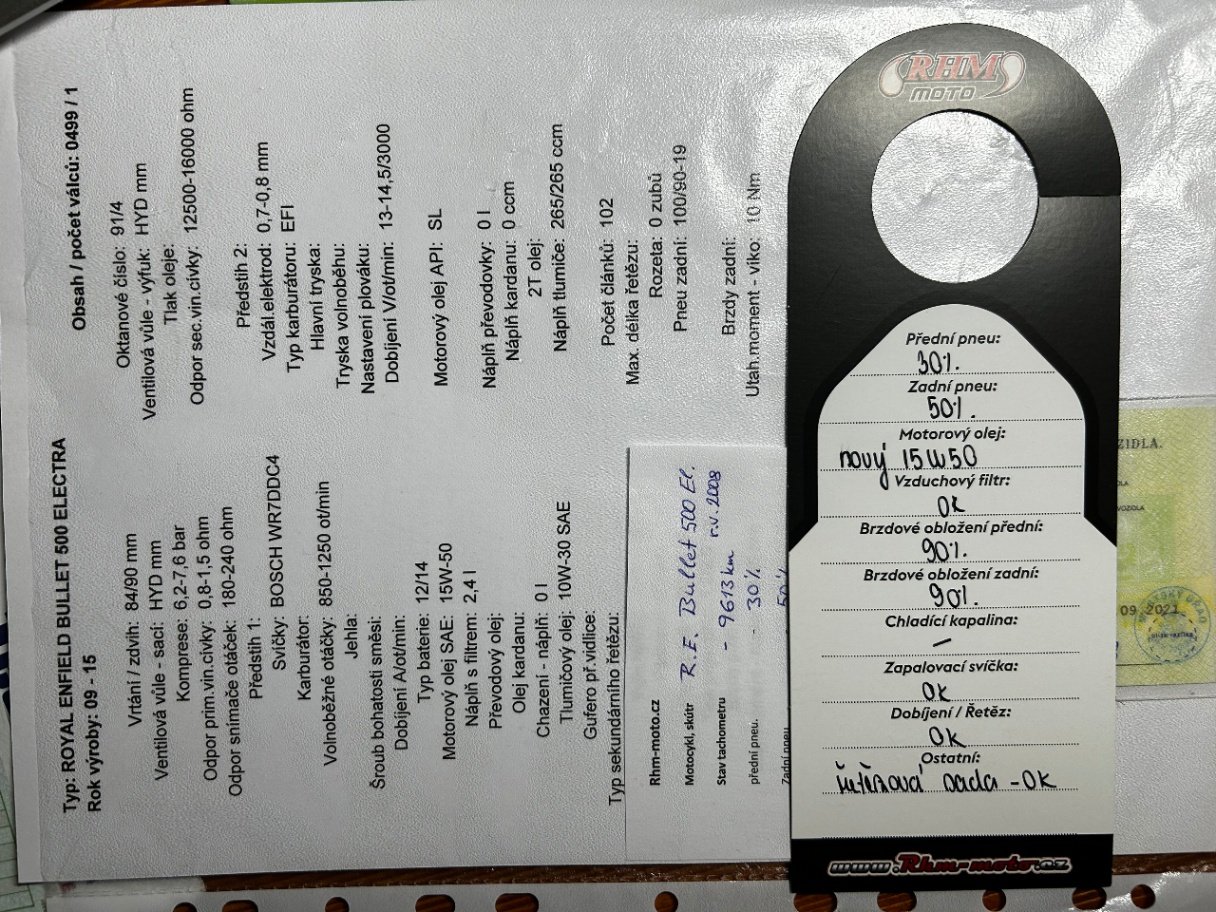 Typ: ROYAL ENFIELD BULLET 500 ELECTRA
Obsah / počet válců: 0499 / 1
Rok výroby: 09 - 15
Vrtání / zdvih: 84/90 mm
Oktanové číslo: 91/4
Ventilová vůle - sací: HYD mm
Ventilová vůle - výfuk: HYD mm
Komprese: 6,2-7,6 bar
Tlak oleje:
Odpor prim.vin.cívky: 0,8-1,5 ohm
Odpor sec.vin.cívky: 12500-16000 ohm
Odpor snímače otáček: 180-240 ohm
Předstih 1:
Předstih 2:
Svíčky: BOSCH WR7DDC4
Vzdál.elektrod: 0,7-0,8 mm
Karburátor:
Typ karburátoru: EFI
Volnoběžné otáčky: 850-1250 ot/min
Hlavní tryska:
Jehla:
Tryska volnoběhu:
Šroub bohatosti směsi:
Nastavení plováku:
Dobíjení A/ot/min:
Dobíjení V/ot/min: 13-14,5/3000
Typ baterie: 12/14
Motorový olej SAE: 15W-50
Motorový olej API: SL
Náplň s filtrem: 2,4 l
Převodový olej:
Náplň převodovky: 0 l
Olej kardanu:
Náplň kardanu: 0 ccm
Chazení - náplň: 0 l
2T olej:
Tlumičový olej: 10W-30 SAE
Náplň tlumiče: 265/265 ccm
Gufero př.vidlice:
Typ sekundárního řetězu:
Počet článků: 102
Max. délka řetězu:
Rozeta: 0 zubů
Pneu zadní: 100/90-19
Brzdy zadní:
Utah.moment - víko: 10 Nm
Rhm-moto.cz
Motocykl, skútr R.E. Bullet 500 El.
Stav tachometru - 9613 km r.v. 2008
přední pneu. - 30 %
Zadní pneu 50 %
RHM
MOTO
Přední pneu:
30%.
Zadní pneu:
50%.
Motorový olej:
nový 15W50
Vzduchový filtr:
OK
Brzdové obložení přední:
90%.
Brzdové obložení zadní:
90%.
Chladící kapalina:
–
Zapalovací svíčka:
OK
Dobíjení / Řetěz:
OK
Ostatní:
řetězová sada - OK
www.Rhm-moto.cz
ZIDLA.
VOZIDLA
09.2021